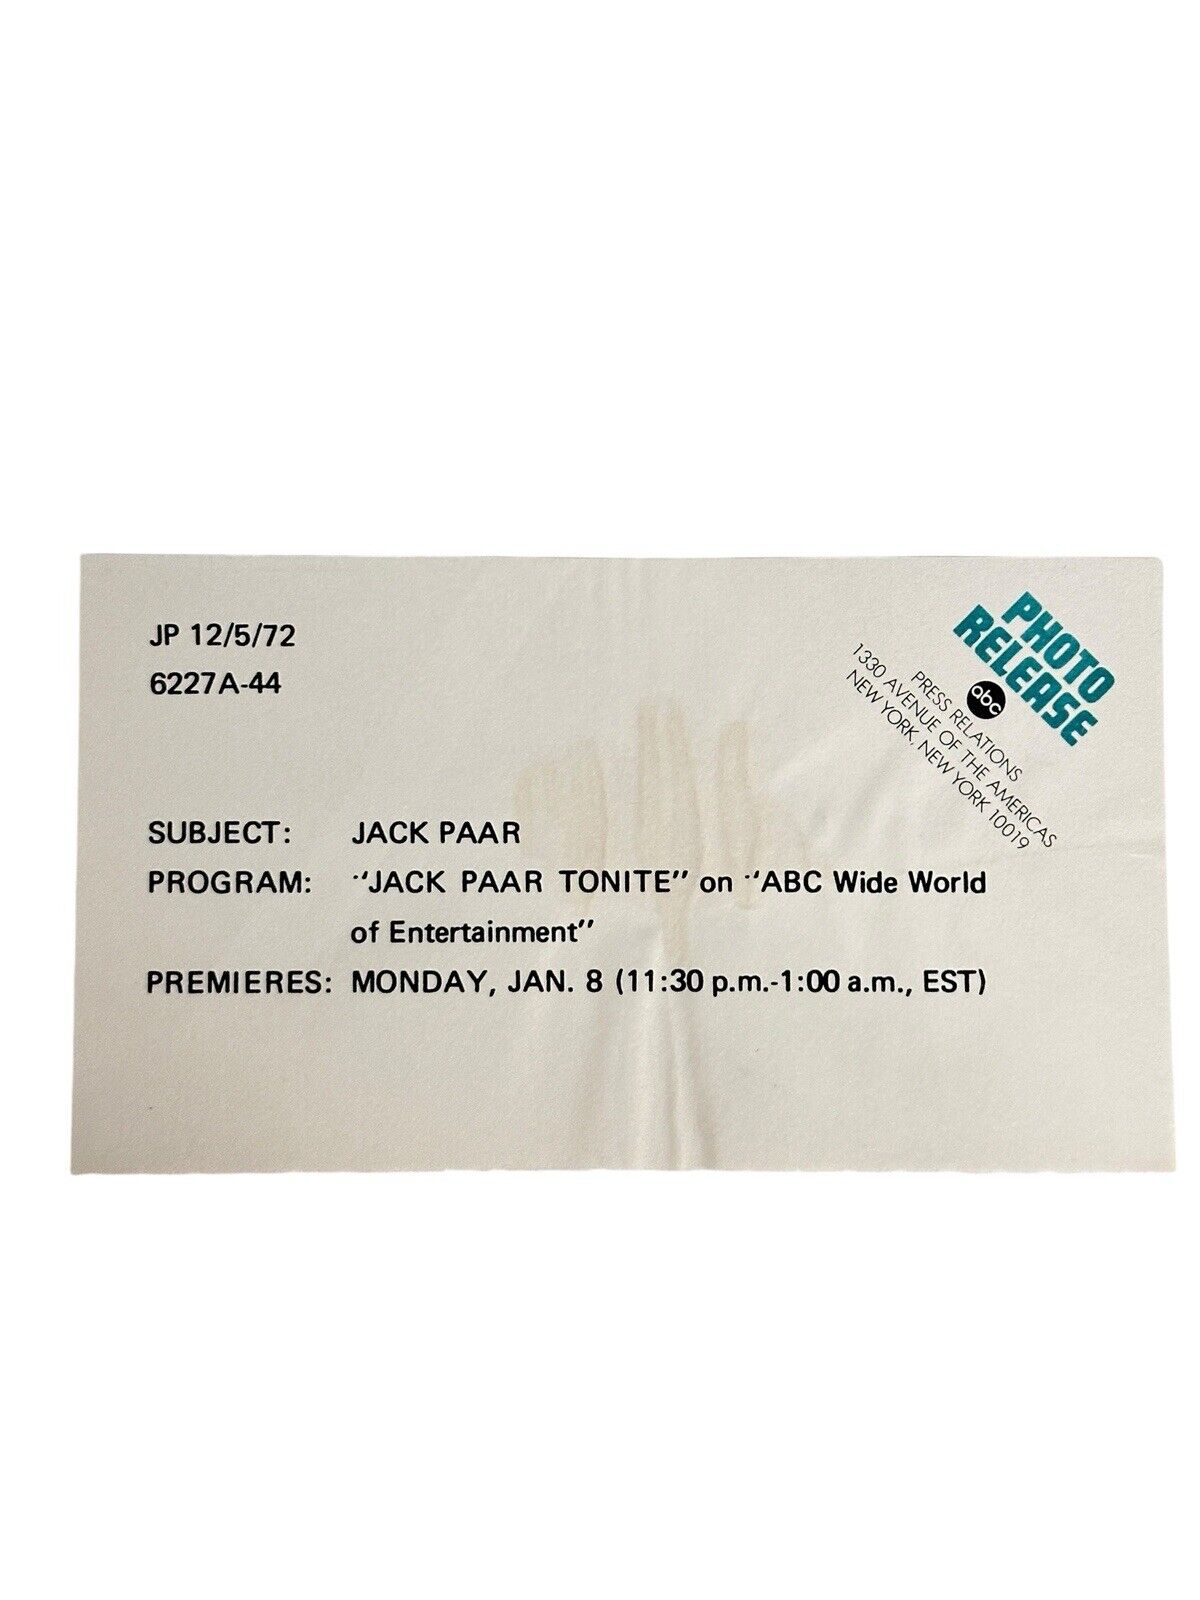 JP 12/5/72
6227A-44
PHOTO
RELEASE
abc
PRESS RELATIONS
1330 AVENUE OF THE AMERICAS
NEW YORK, NEW YORK 10019
SUBJECT: JACK PAAR
PROGRAM: "JACK PAAR TONITE" on "ABC Wide World
of Entertainment"
PREMIERES: MONDAY, JAN. 8 (11:30 p.m.-1:00 a.m., EST)